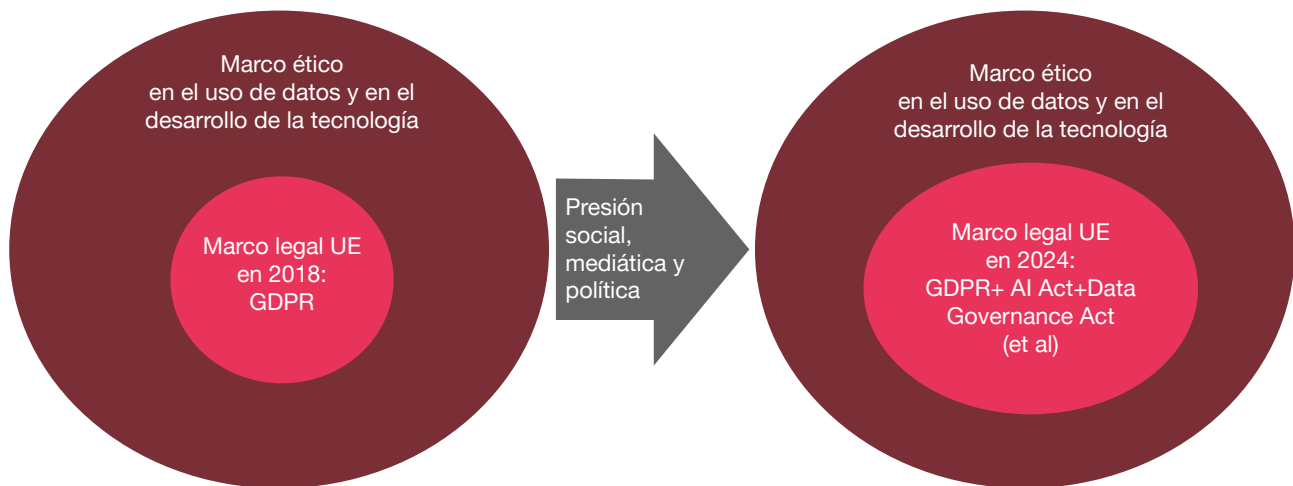 Marco ético
en el uso de datos y en el
desarrollo de la tecnología
Marco legal UE
en 2018:
GDPR
Presión
social,
mediática y
política
Marco ético
en el uso de datos y en el
desarrollo de la tecnología
Marco legal UE
en 2024:
GDPR+ AI Act+Data
Governance Act
(et al)